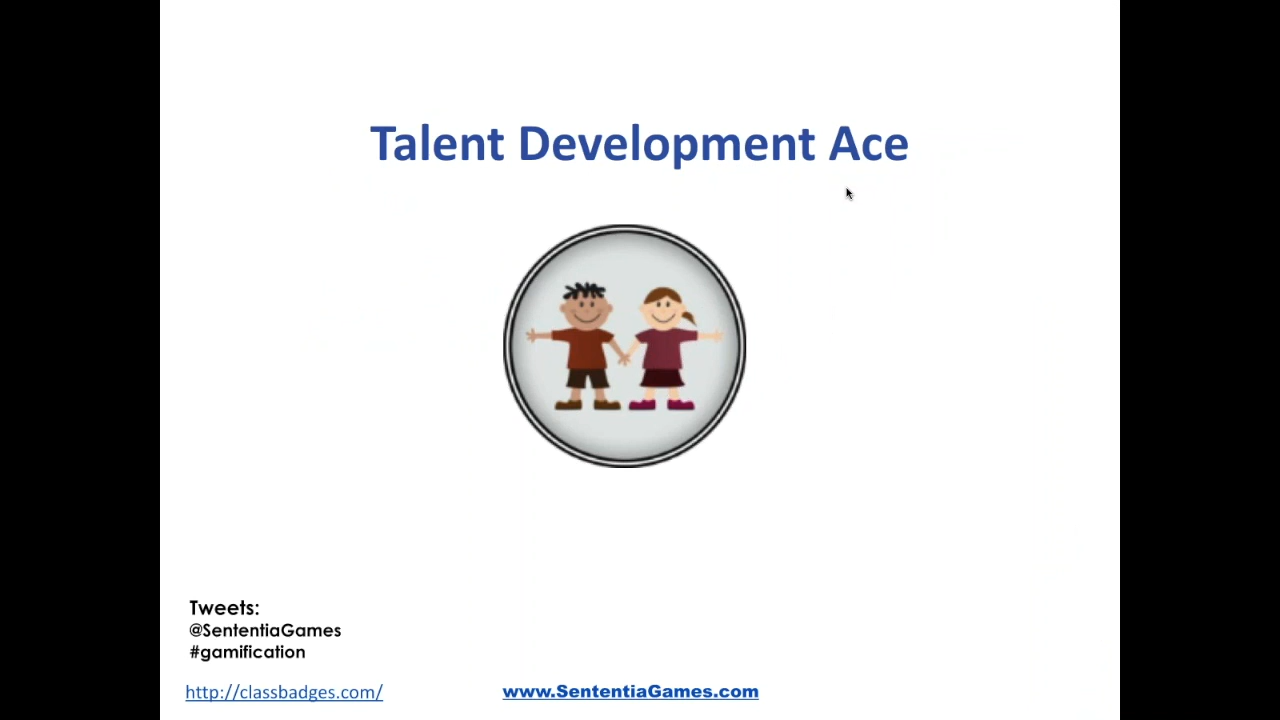 Talent Development Ace
Tweets:
@SententiaGames
#gamification
http://classbadges.com/
www.SententiaGames.com